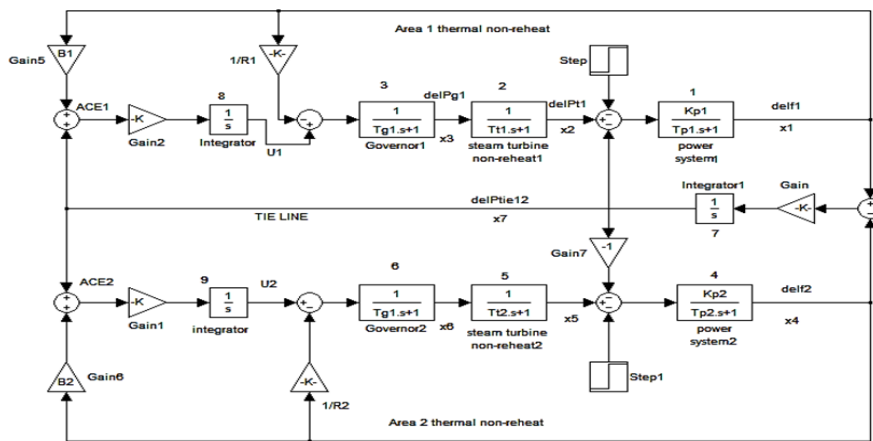 Area 1 thermal non-reheat
B1
Gain5
-K-
1/R1
Step
ACE1
8
3
delPg1
2
delPt1
1
delf1
+
+
-K
Gain2
1
s
Integrator
U1
1
Tg1.s+1
Governor1
x3
1
Tt1.s+1
steam turbine
non-reheat1
x2
Kp1
Tp1.s+1
power
system1
x1
Integrator1
Gain
delPtie12
1
s
-K-
TIE LINE
x7
7
-1
Gain7
ACE2
9
U2
6
5
4
delf2
+
+
-K
Gain1
1
s
integrator
1
Tg1.s+1
Governor2
x6
1
Tt2.s+1
steam turbine
non-reheat2
x5
Kp2
Tp2.s+1
power
system2
x4
B2
Gain6
-K-
1/R2
Step1
Area 2 thermal non-reheat